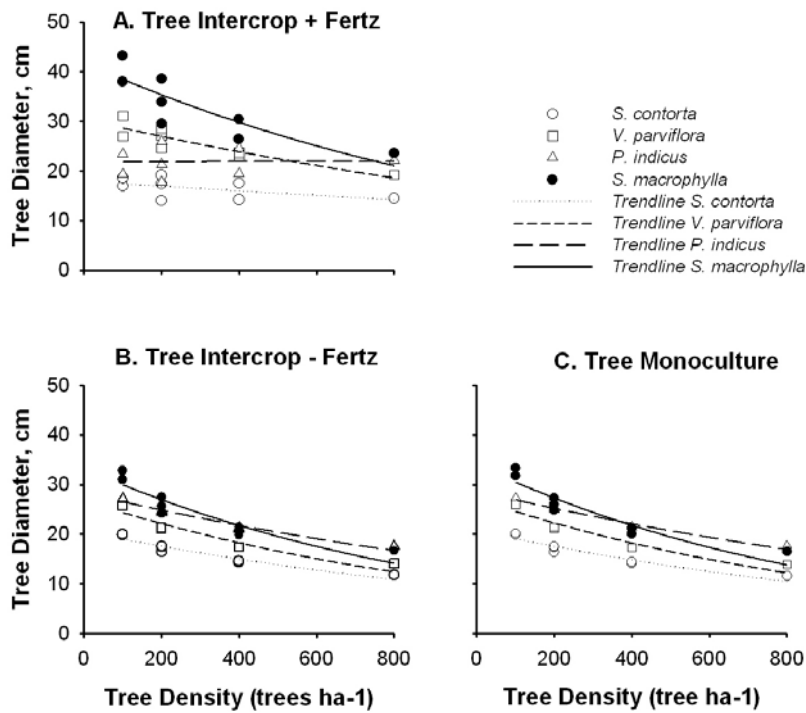 A. Tree Intercrop + Fertz
50
40
30
20
10
0
Tree Diameter, cm
S. contorta
V. parviflora
P. indicus
S. macrophylla
Trendline S. contorta
Trendline V. parviflora
Trendline P. indicus
Trendline S. macrophylla
B. Tree Intercrop - Fertz
50
40
30
20
10
0
Tree Diameter, cm
0 200 400 600 800
Tree Density (trees ha-1)
C. Tree Monoculture
0 200 400 600 800
Tree Density (tree ha-1)